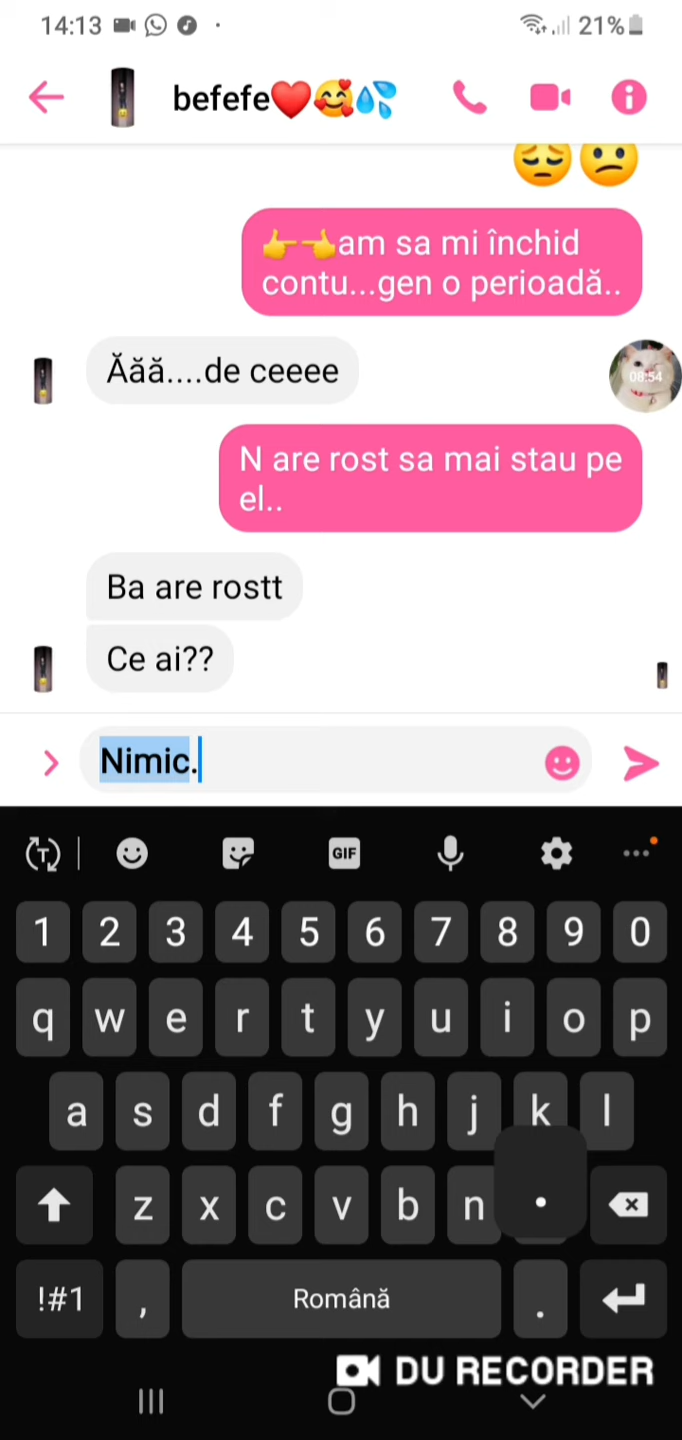 14:13
21%
befefe❤️🥰💦
😔😕
👉👈am sa mi închid
contu...gen o perioadă..
Ăăă....de ceeee
08:54
N are rost sa mai stau pe
el..
Ba are rostt
Ce ai??
Nimic.
GIF
1 2 3 4 5 6 7 8 9 0
q w e r t y u i o p
a s d f g h j k l
z x c v b n .
!#1 , Română .
DU RECORDER